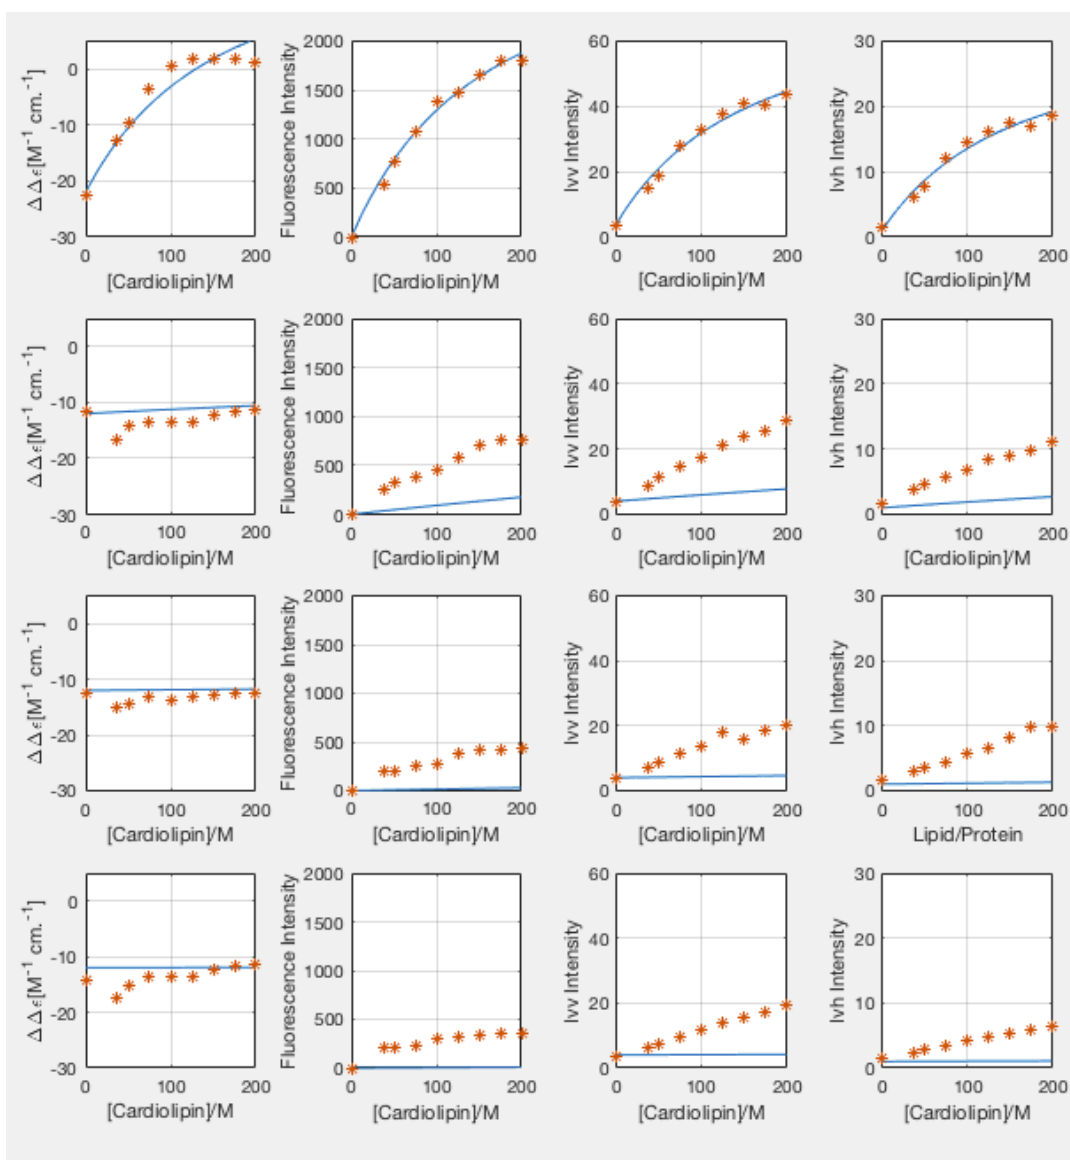 0
-10
-20
-30
0 100 200
[Cardiolipin]/M
Δ Δ ε[M⁻¹ cm.⁻¹]
2000
1500
1000
500
0
0 100 200
[Cardiolipin]/M
Fluorescence Intensity
60
40
20
0
0 100 200
[Cardiolipin]/M
Ivv Intensity
30
20
10
0
0 100 200
[Cardiolipin]/M
Ivh Intensity
0
-10
-20
-30
0 100 200
[Cardiolipin]/M
Δ Δ ε[M⁻¹ cm.⁻¹]
2000
1500
1000
500
0
0 100 200
[Cardiolipin]/M
Fluorescence Intensity
60
40
20
0
0 100 200
[Cardiolipin]/M
Ivv Intensity
30
20
10
0
0 100 200
[Cardiolipin]/M
Ivh Intensity
0
-10
-20
-30
0 100 200
[Cardiolipin]/M
Δ Δ ε[M⁻¹ cm.⁻¹]
2000
1500
1000
500
0
0 100 200
[Cardiolipin]/M
Fluorescence Intensity
60
40
20
0
0 100 200
[Cardiolipin]/M
Ivv Intensity
30
20
10
0
0 100 200
Lipid/Protein
Ivh Intensity
0
-10
-20
-30
0 100 200
[Cardiolipin]/M
Δ Δ ε[M⁻¹ cm.⁻¹]
2000
1500
1000
500
0
0 100 200
[Cardiolipin]/M
Fluorescence Intensity
60
40
20
0
0 100 200
[Cardiolipin]/M
Ivv Intensity
30
20
10
0
0 100 200
[Cardiolipin]/M
Ivh Intensity